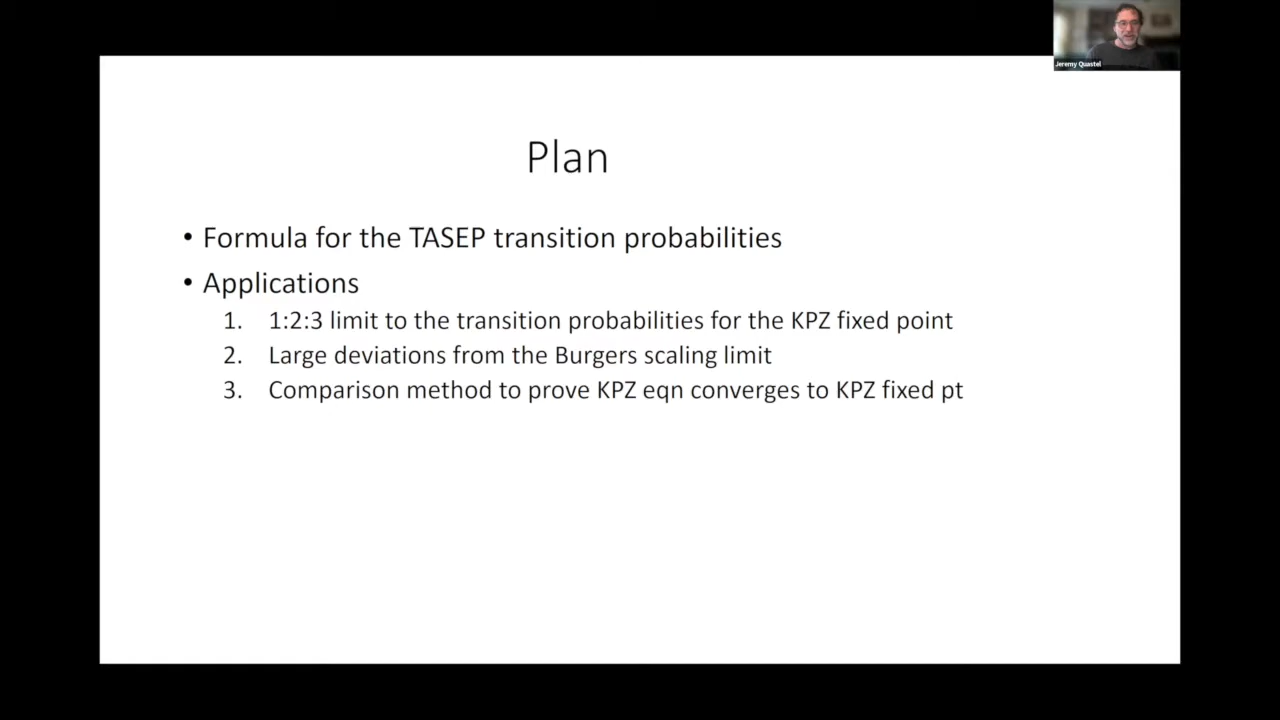 Jeremy Quastel
Plan
• Formula for the TASEP transition probabilities
• Applications
1. 1:2:3 limit to the transition probabilities for the KPZ fixed point
2. Large deviations from the Burgers scaling limit
3. Comparison method to prove KPZ eqn converges to KPZ fixed pt